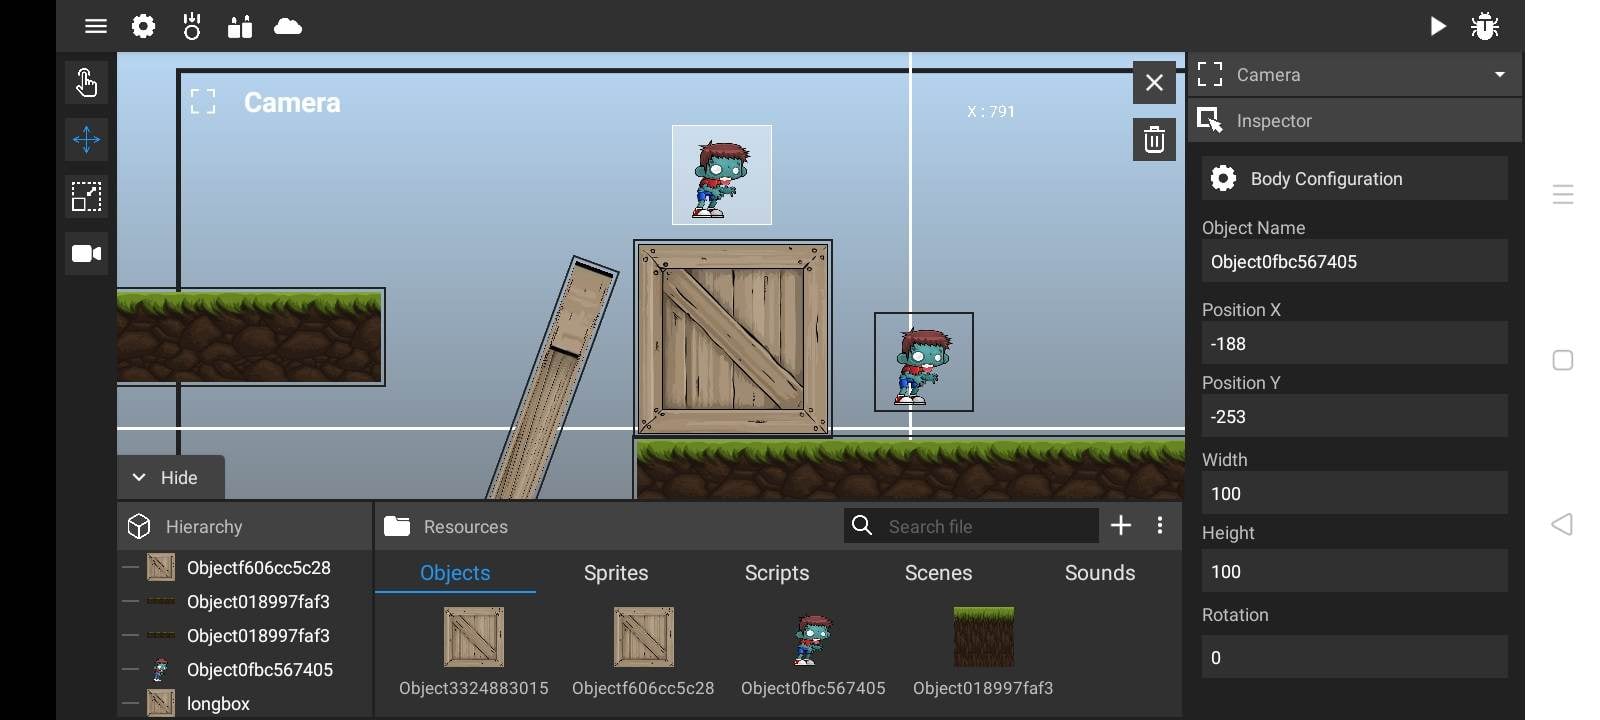 Camera
X : 791
Hide
Hierarchy
Objectf606cc5c28
Object018997faf3
Object018997faf3
Object0fbc567405
longbox
Resources
Search file
Objects Sprites Scripts Scenes Sounds
Object3324883015 Objectf606cc5c28 Object0fbc567405 Object018997faf3
Camera
Inspector
Body Configuration
Object Name
Object0fbc567405
Position X
-188
Position Y
-253
Width
100
Height
100
Rotation
0